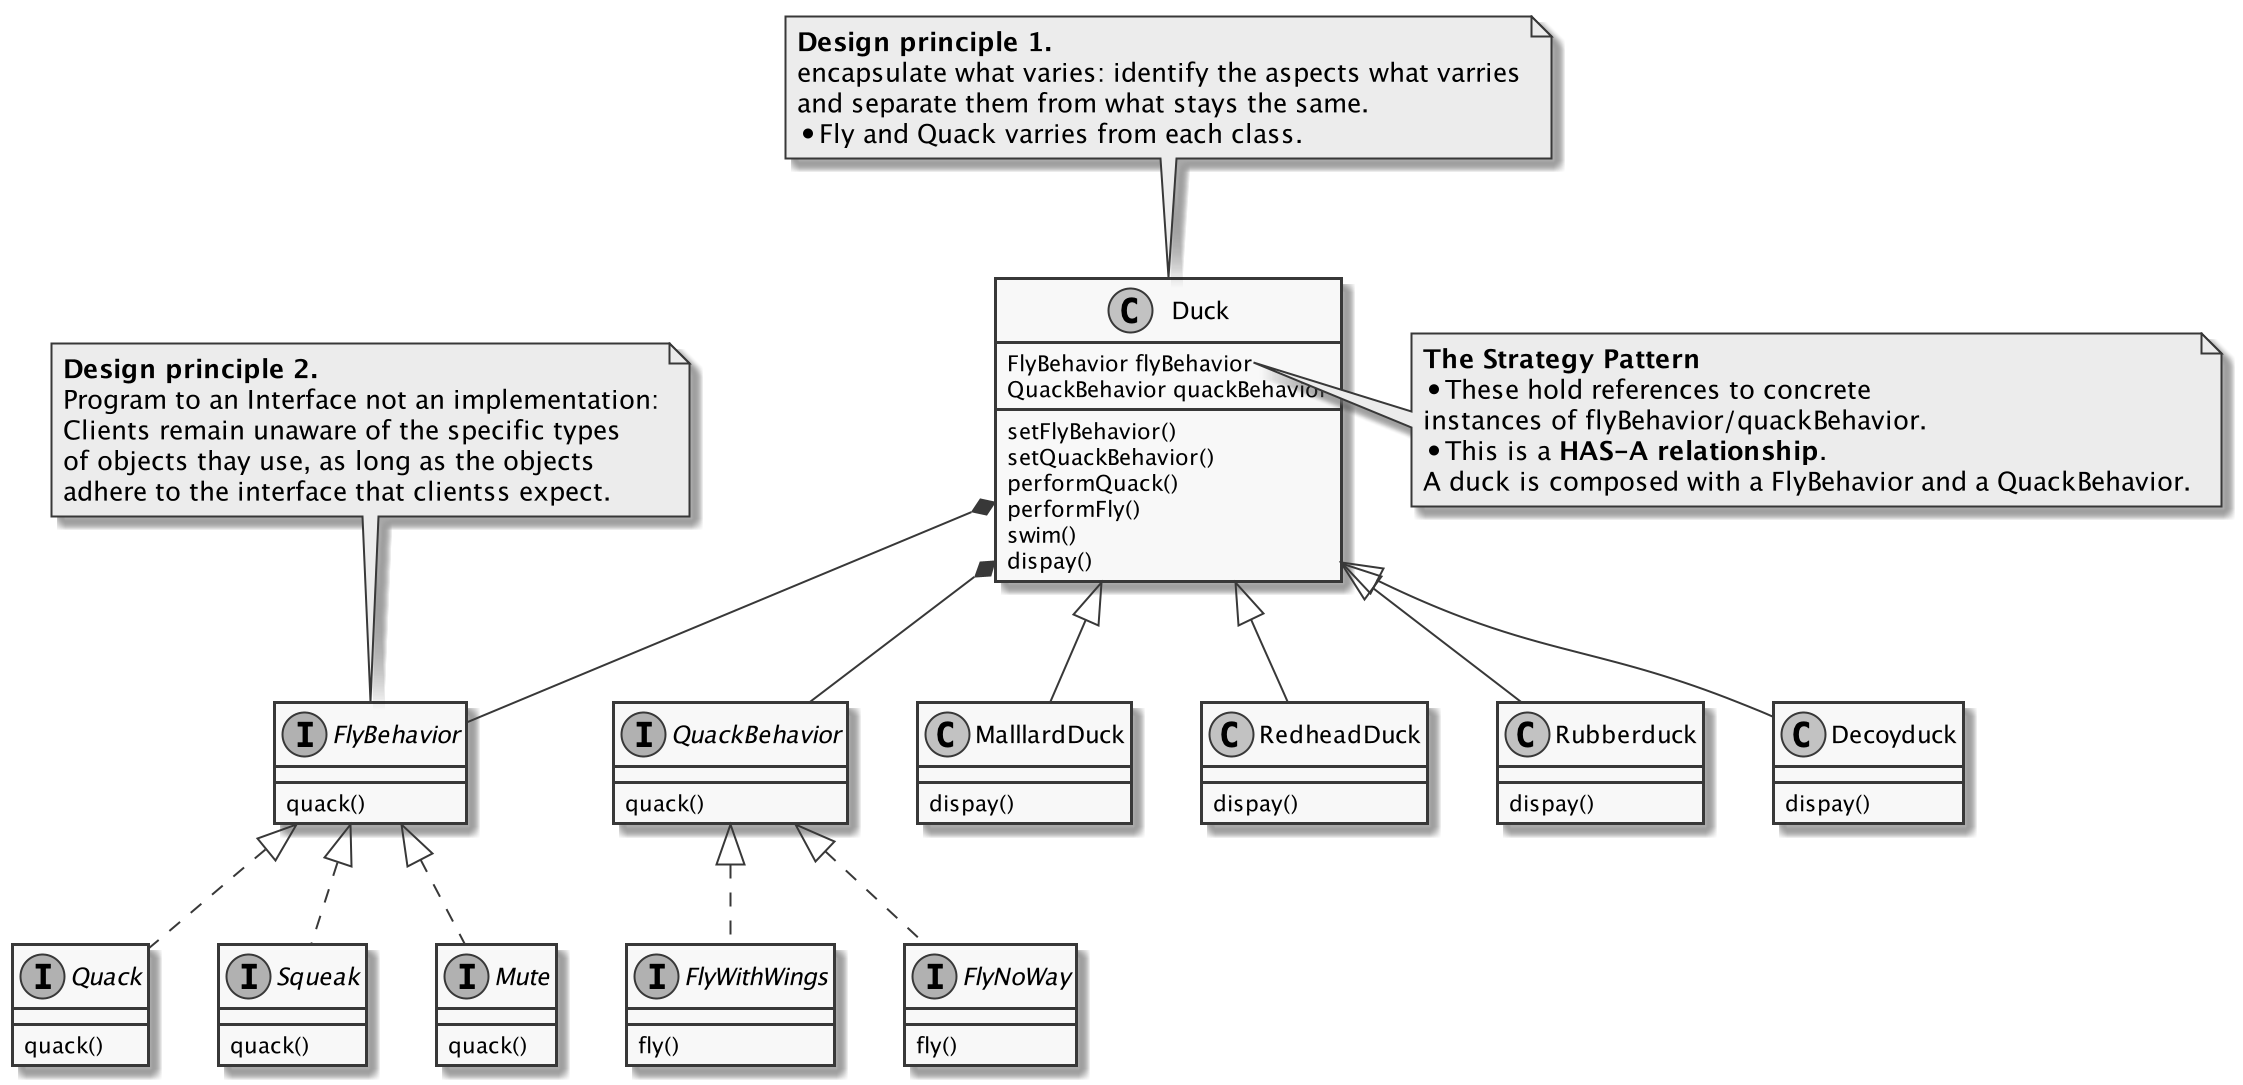 Design principle 1.
encapsulate what varies: identify the aspects what varries
and separate them from what stays the same.
•Fly and Quack varries from each class.
C Duck
FlyBehavior flyBehavior
QuackBehavior quackBehavior
setFlyBehavior()
setQuackBehavior()
performQuack()
performFly()
swim()
dispay()
Design principle 2.
Program to an Interface not an implementation:
Clients remain unaware of the specific types
of objects thay use, as long as the objects
adhere to the interface that clientss expect.
The Strategy Pattern
•These hold references to concrete
instances of flyBehavior/quackBehavior.
•This is a HAS-A relationship.
A duck is composed with a FlyBehavior and a QuackBehavior.
I FlyBehavior
quack()
I QuackBehavior
quack()
C MalllardDuck
dispay()
C RedheadDuck
dispay()
C Rubberduck
dispay()
C Decoyduck
dispay()
I Quack
quack()
I Squeak
quack()
I Mute
quack()
I FlyWithWings
fly()
I FlyNoWay
fly()